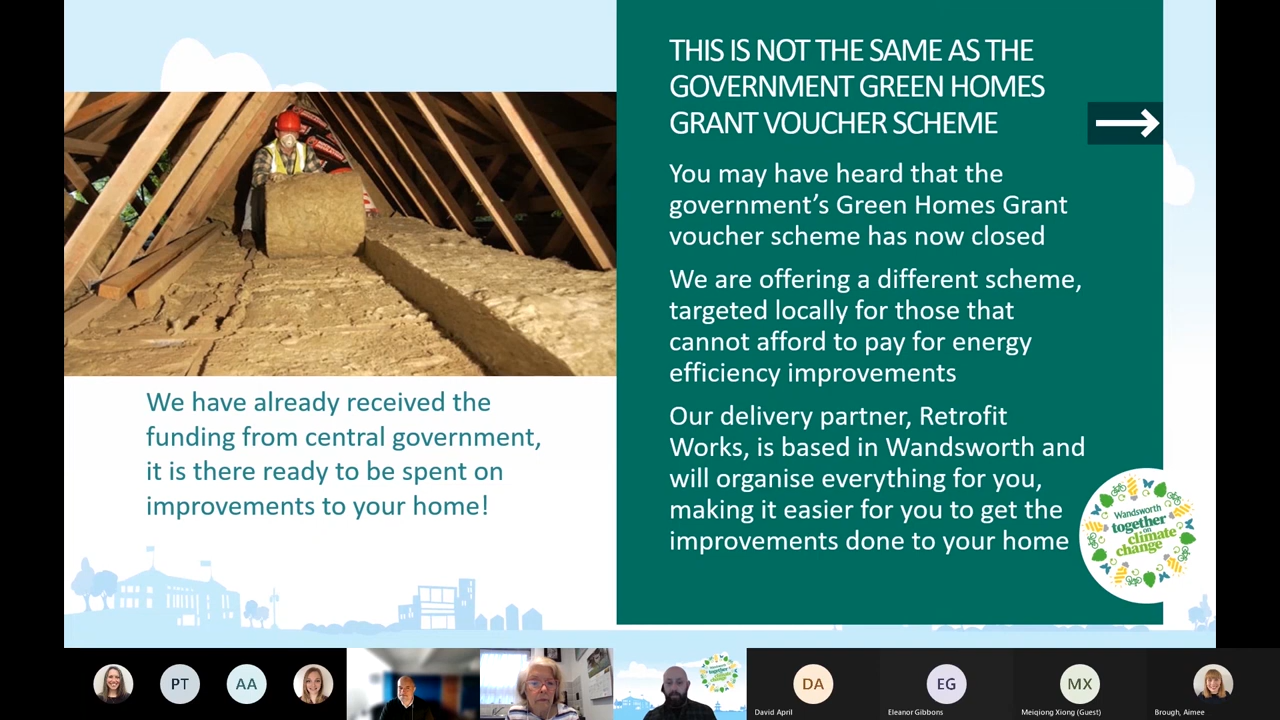 THIS IS NOT THE SAME AS THE
GOVERNMENT GREEN HOMES
GRANT VOUCHER SCHEME
You may have heard that the
government’s Green Homes Grant
voucher scheme has now closed
We are offering a different scheme,
targeted locally for those that
cannot afford to pay for energy
efficiency improvements
Our delivery partner, Retrofit
Works, is based in Wandsworth and
will organise everything for you,
making it easier for you to get the
improvements done to your home
We have already received the
funding from central government,
it is there ready to be spent on
improvements to your home!
Wandsworth
together
on
climate
change
PT
AA
DA
EG
MX
David April
Eleanor Gibbons
Meiqiong Xiong (Guest)
Brough, Aimee